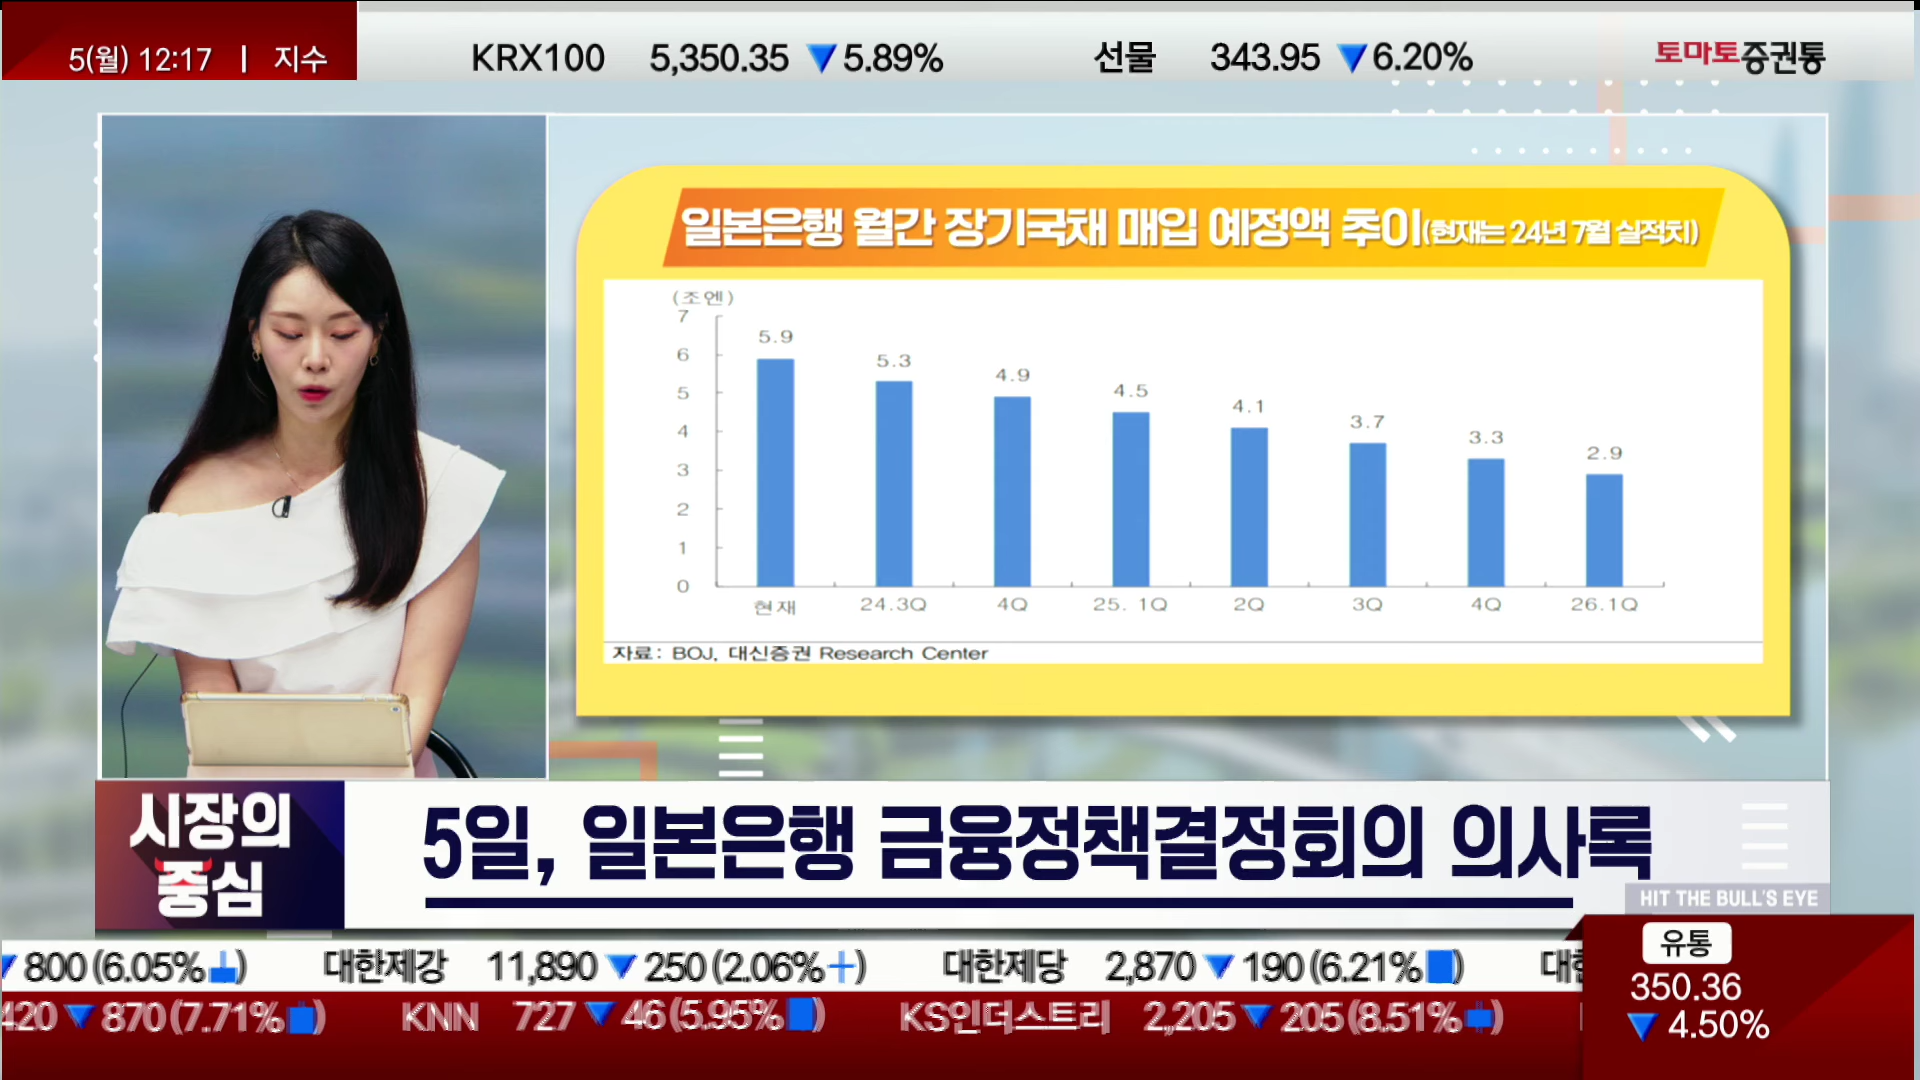 5(월) 12:17 | 지수
KRX100 5,350.35 ▼5.89%
선물 343.95 ▼6.20%
토마토증권통
일본은행 월간 장기국채 매입 예정액 추이(현재는 24년 7월 실적치)
(조엔)
7
6
5
4
3
2
1
0
5.9
5.3
4.9
4.5
4.1
3.7
3.3
2.9
현재 24.3Q 4Q 25. 1Q 2Q 3Q 4Q 26.1Q
자료: BOJ, 대신증권 Research Center
시장의
중심
5일, 일본은행 금융정책결정회의 의사록
HIT THE BULL'S EYE
▼800(6.05%) 대한제강 11,890 ▼250(2.06%) 대한제당 2,870 ▼190(6.21%)
420 ▼870(7.71%) KNN 727 ▼46(5.95%) KS인더스트리 2,205 ▼205(8.51%)
유통
350.36
▼4.50%